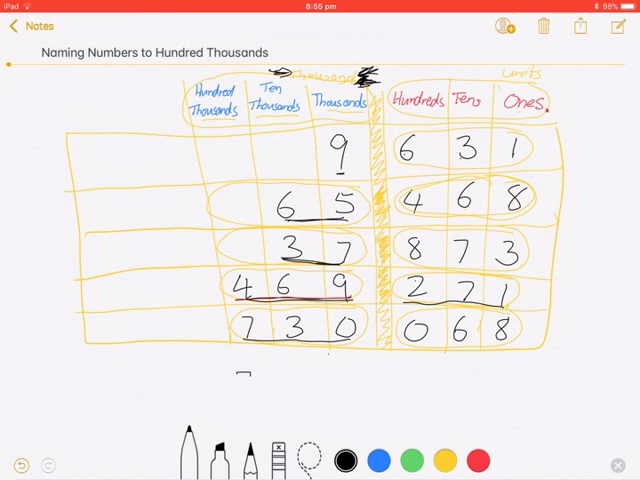 iPad 8:55 pm 98%
Notes
Naming Numbers to Hundred Thousands
Thousands Units
Hundred Thousands Ten Thousands Thousands Hundreds Tens Ones.
9 6 3 1
6 5 4 6 8
3 7 8 7 3
4 6 9 2 7 1
7 3 0 0 6 8